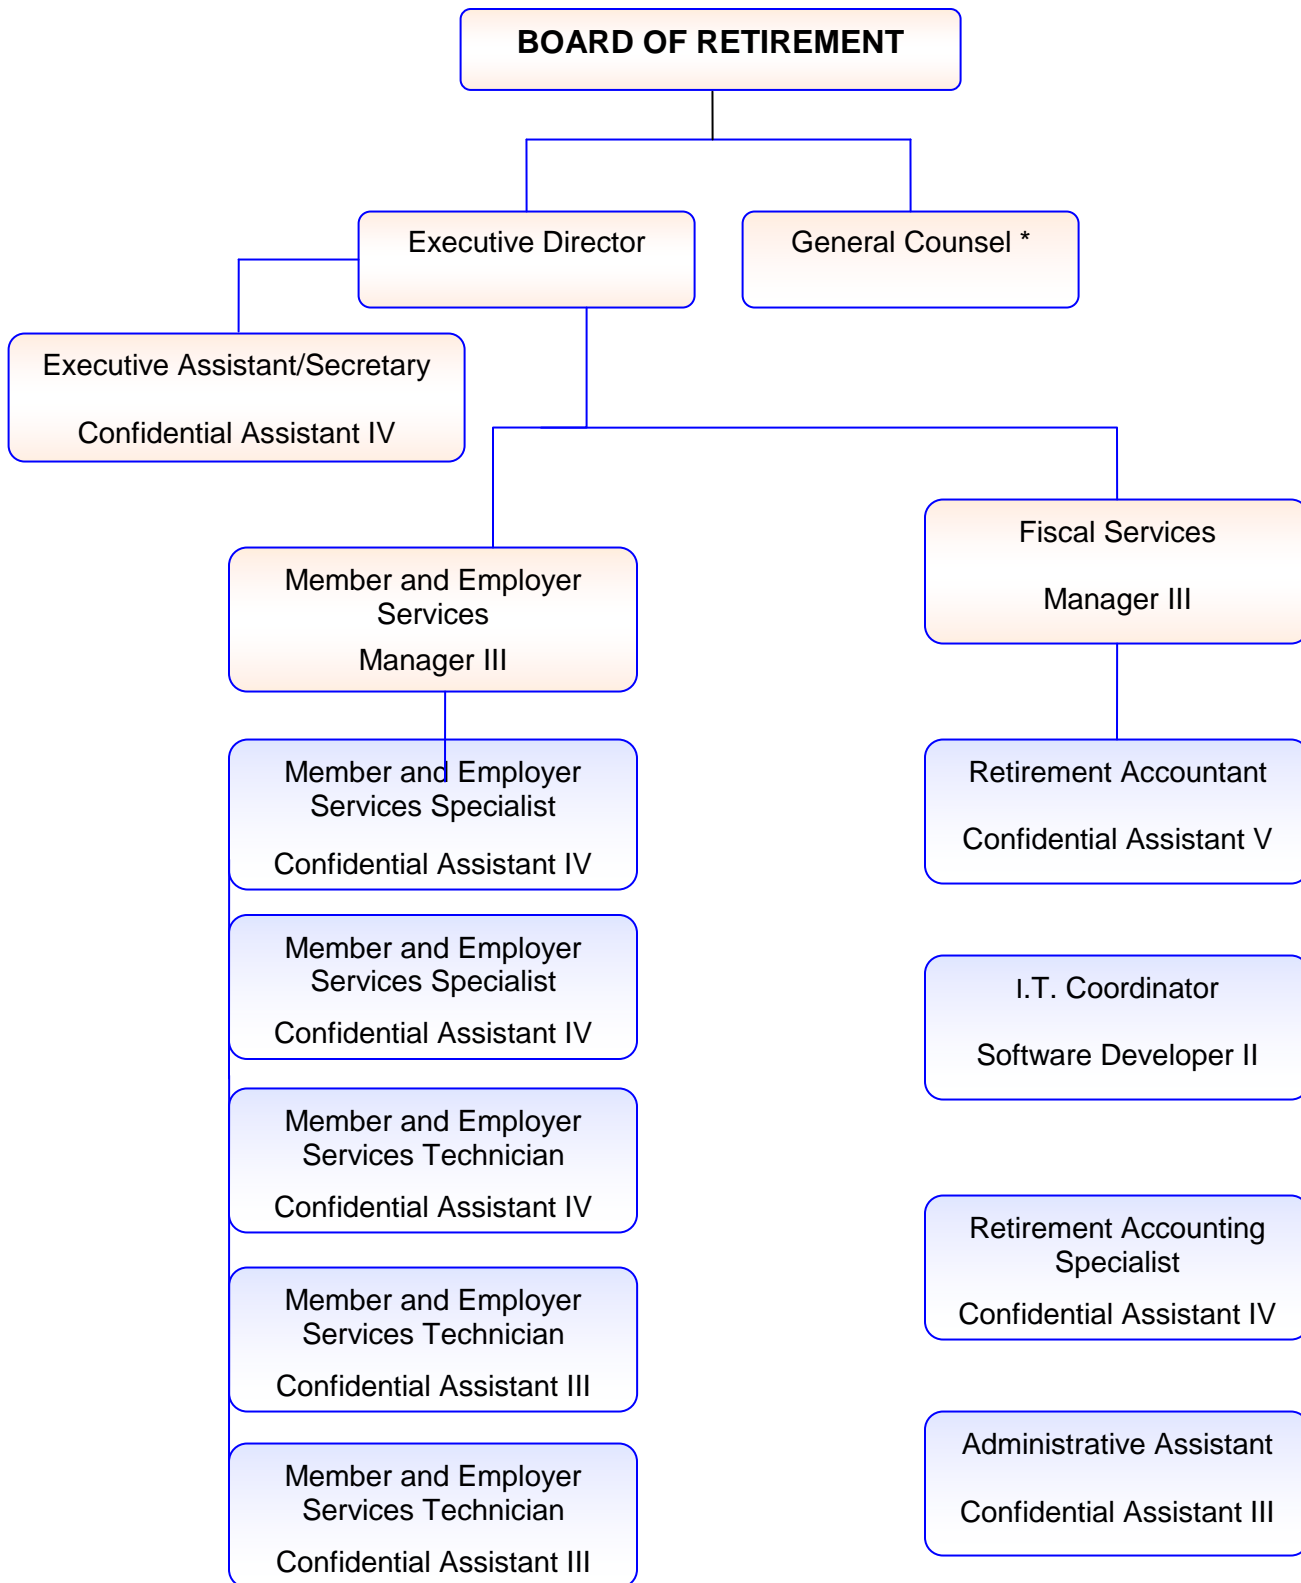 BOARD OF RETIREMENT
Executive Director
General Counsel *
Executive Assistant/Secretary
Confidential Assistant IV
Member and Employer
Services
Manager III
Fiscal Services
Manager III
Member and Employer
Services Specialist
Confidential Assistant IV
Member and Employer
Services Specialist
Confidential Assistant IV
Member and Employer
Services Technician
Confidential Assistant IV
Member and Employer
Services Technician
Confidential Assistant III
Member and Employer
Services Technician
Confidential Assistant III
Retirement Accountant
Confidential Assistant V
I.T. Coordinator
Software Developer II
Retirement Accounting
Specialist
Confidential Assistant IV
Administrative Assistant
Confidential Assistant III